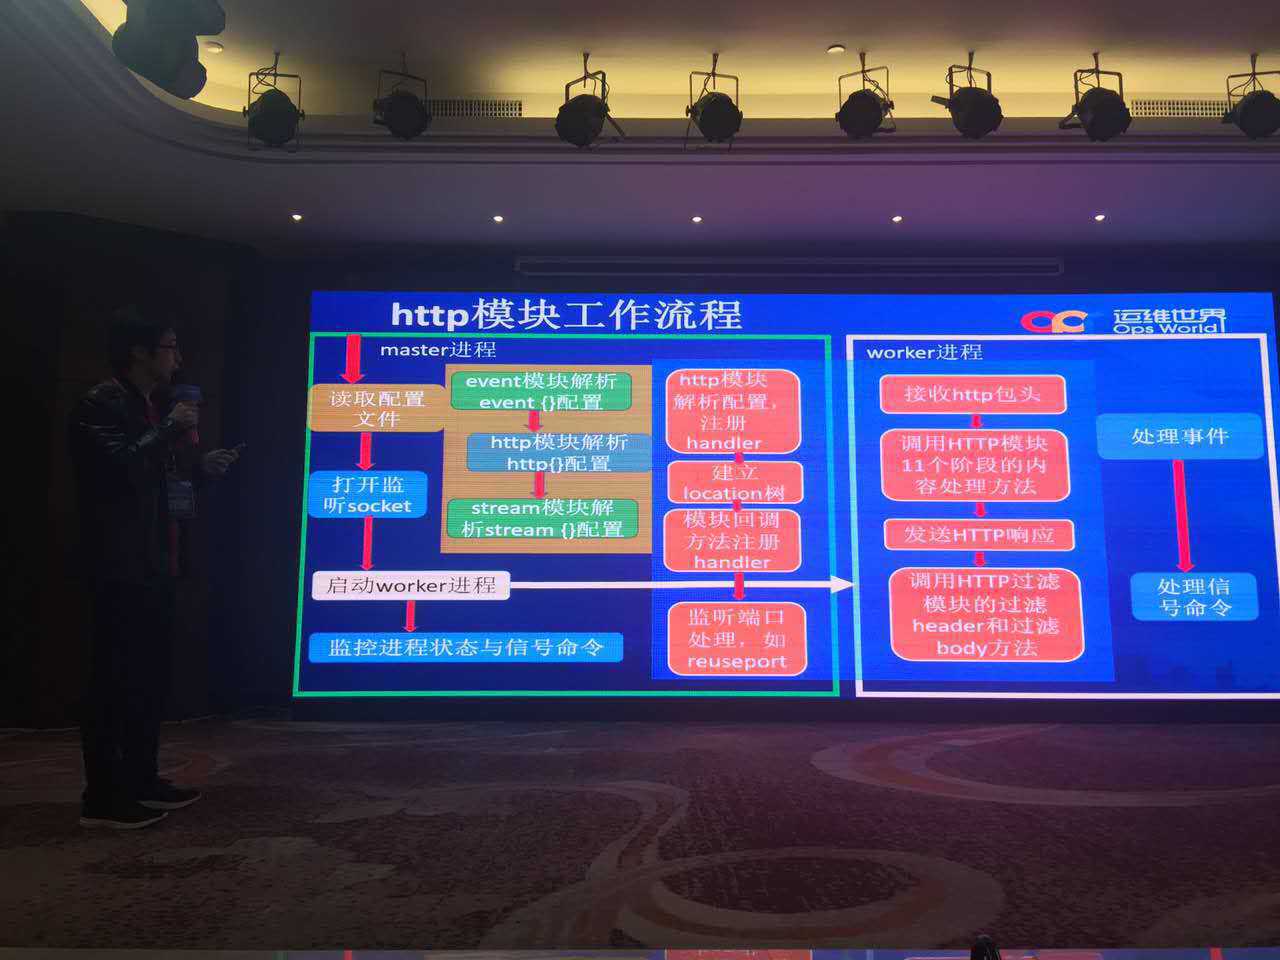 http模块工作流程
运维世界
Ops World
master进程
读取配置
文件
打开监
听socket
启动worker进程
监控进程状态与信号命令
event模块解析
event {}配置
http模块解析
http{}配置
stream模块解
析stream {}配置
http模块
解析配置，
注册
handler
建立
location树
模块回调
方法注册
handler
监听端口
处理，如
reuseport
worker进程
接收http包头
调用HTTP模块
11个阶段的内
容处理方法
发送HTTP响应
调用HTTP过滤
模块的过滤
header和过滤
body方法
处理事件
处理信
号命令